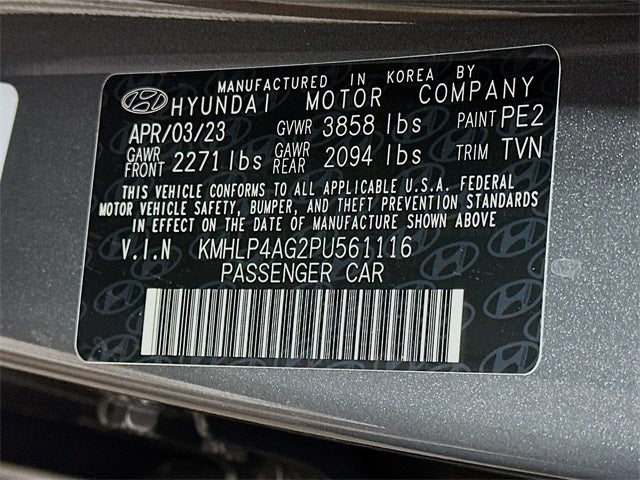 MANUFACTURED IN KOREA BY
HYUNDAI MOTOR COMPANY
APR/03/23 GVWR 3858 lbs PAINT PE2
GAWR FRONT 2271 lbs GAWR REAR 2094 lbs TRIM TVN
THIS VEHICLE CONFORMS TO ALL APPLICABLE U.S.A. FEDERAL
MOTOR VEHICLE SAFETY, BUMPER, AND THEFT PREVENTION STANDARDS
IN EFFECT ON THE DATE OF MANUFACTURE SHOWN ABOVE
V.I.N KMHLP4AG2PU561116
PASSENGER CAR